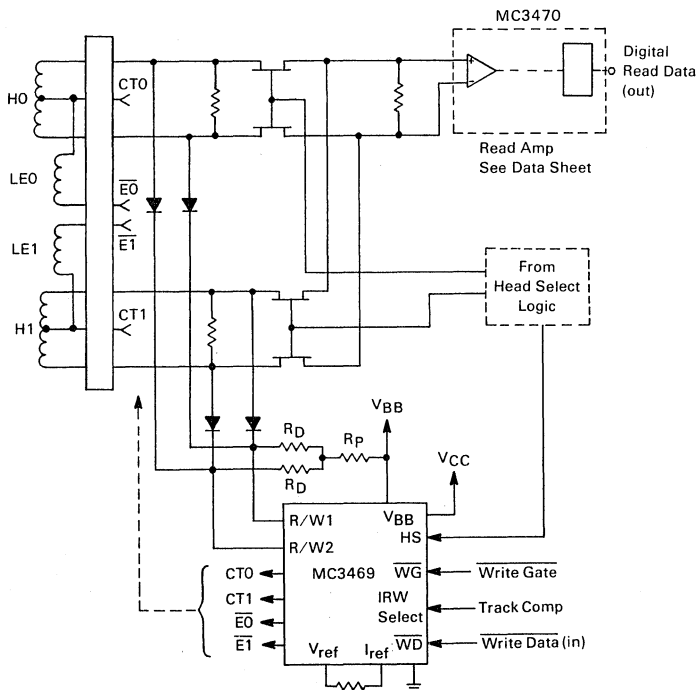 MC3470
Digital
Read Data
(out)
+
−
Read Amp
See Data Sheet
H0
CT0
LE0
E0
E1
LE1
H1
CT1
From
Head Select
Logic
VBB
RD
RP
VCC
RD
R/W1
VBB
HS
R/W2
CT0
MC3469
WG
Write Gate
CT1
IRW
Select
Track Comp
E0
E1
Vref
Iref
WD
Write Data (in)